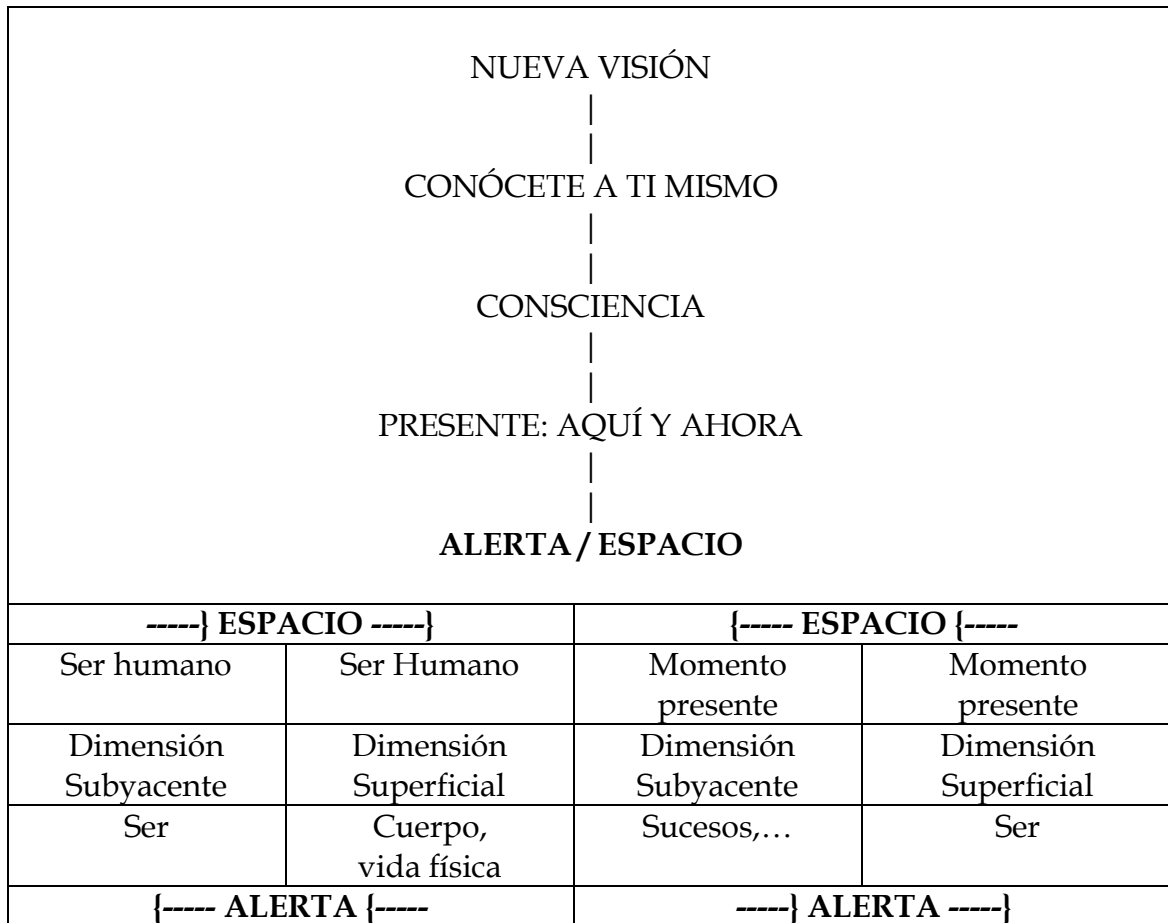 NUEVA VISIÓN
|
|
CONÓCETE A TI MISMO
|
|
CONSCIENCIA
|
|
PRESENTE: AQUÍ Y AHORA
|
|
ALERTA / ESPACIO
-----} ESPACIO -----} {----- ESPACIO {-----
Ser humano Ser Humano Momento Momento
presente presente
Dimensión Dimensión Dimensión Dimensión
Subyacente Superficial Subyacente Superficial
Ser Cuerpo, Sucesos,… Ser
vida física
{----- ALERTA {----- -----} ALERTA -----}